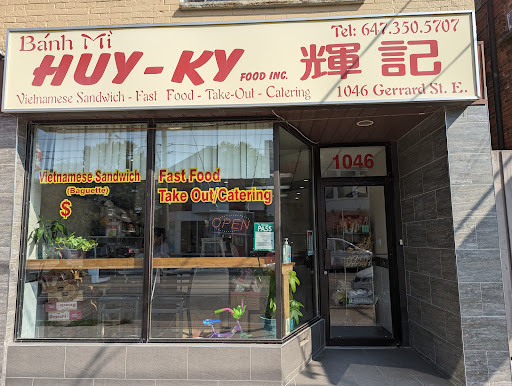 Bánh Mì
Tel: 647.350.5707
HUY-KY FOOD INC. 輝記
Vietnamese Sandwich - Fast Food - Take-Out - Catering
1046 Gerrard St. E.
1046
Vietnamese Sandwich
(Baguette)
$
Fast Food
Take Out/Catering
OPEN
PASS